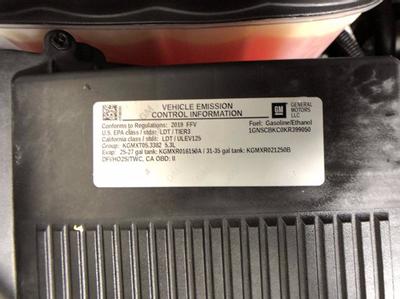 VEHICLE EMISSION
CONTROL INFORMATION
GM
GENERAL
MOTORS
LLC
Conforms to Regulations: 2019 FFV
Fuel: Gasoline/Ethanol
U.S. EPA class / stds: LDT / TIER3
1GNSCBKC0KR399050
California class / stds: LDT / ULEV125
Group: KGMXT05.3382 5.3L
Evap: 25-27 gal tank: KGMXR016150A / 31-35 gal tank: KGMXR021250B
DFI/HO2S/TWC, CA OBD: II